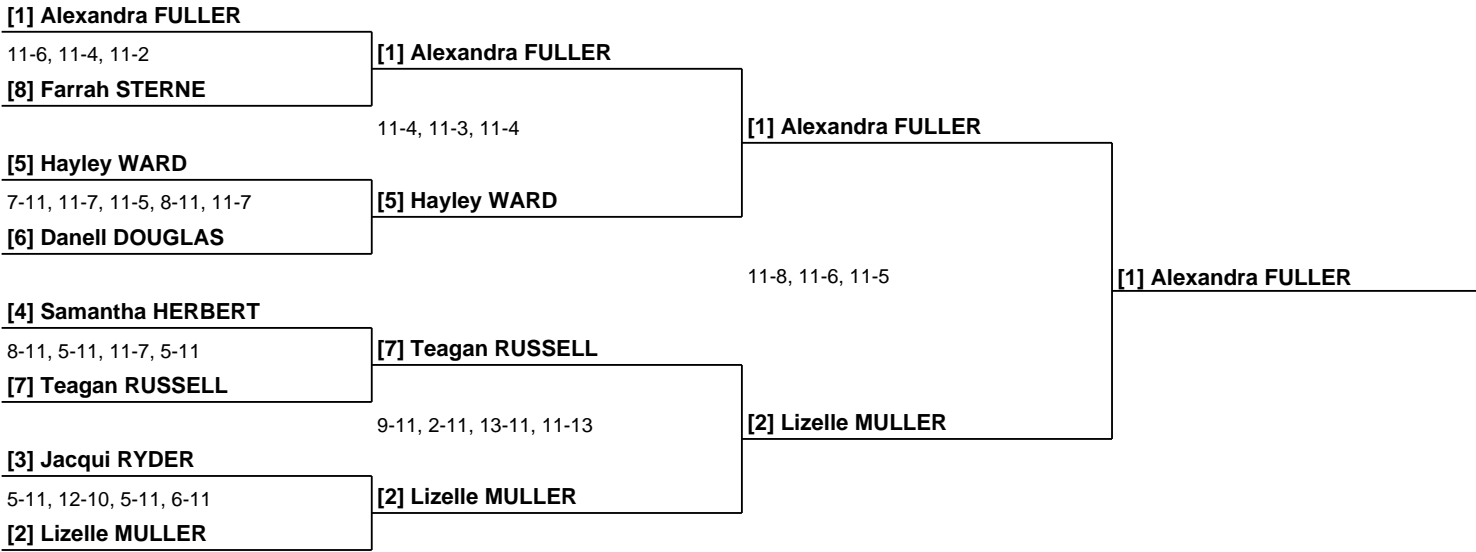 [1] Alexandra FULLER
11-6, 11-4, 11-2
[8] Farrah STERNE
[5] Hayley WARD
7-11, 11-7, 11-5, 8-11, 11-7
[6] Danell DOUGLAS
[4] Samantha HERBERT
8-11, 5-11, 11-7, 5-11
[7] Teagan RUSSELL
[3] Jacqui RYDER
5-11, 12-10, 5-11, 6-11
[2] Lizelle MULLER
[1] Alexandra FULLER
11-4, 11-3, 11-4
[5] Hayley WARD
[7] Teagan RUSSELL
9-11, 2-11, 13-11, 11-13
[2] Lizelle MULLER
[1] Alexandra FULLER
11-8, 11-6, 11-5
[2] Lizelle MULLER
[1] Alexandra FULLER